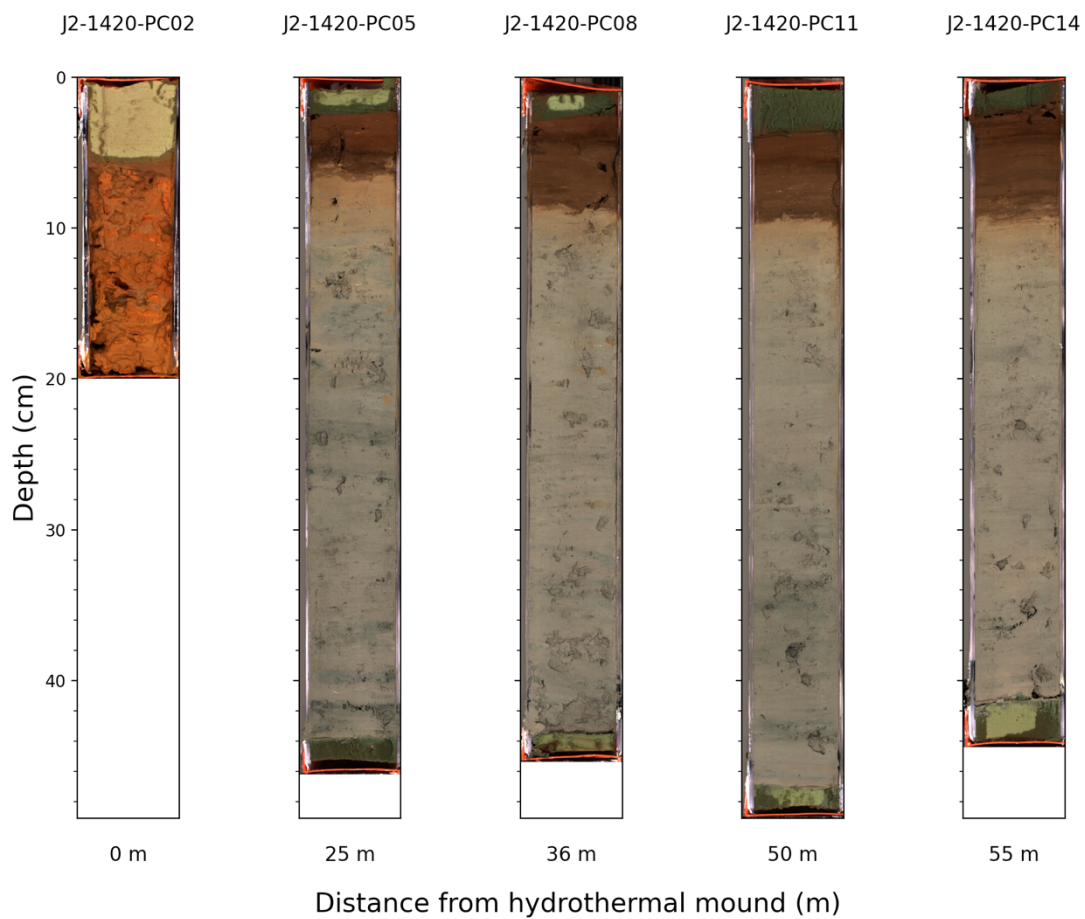 J2-1420-PC02 J2-1420-PC05 J2-1420-PC08 J2-1420-PC11 J2-1420-PC14
0
10
20
30
40
Depth (cm)
0 m 25 m 36 m 50 m 55 m
Distance from hydrothermal mound (m)